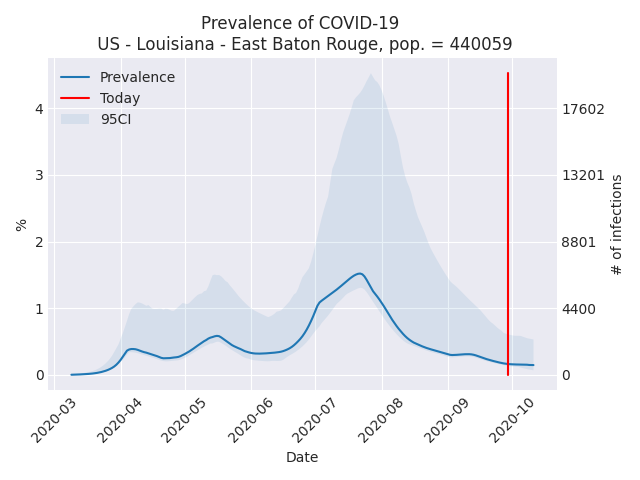 Prevalence of COVID-19
US - Louisiana - East Baton Rouge, pop. = 440059
Prevalence
Today
95CI
4
3
2
1
0
%
17602
13201
8801
4400
0
# of infections
2020-03
2020-04
2020-05
2020-06
2020-07
2020-08
2020-09
2020-10
Date